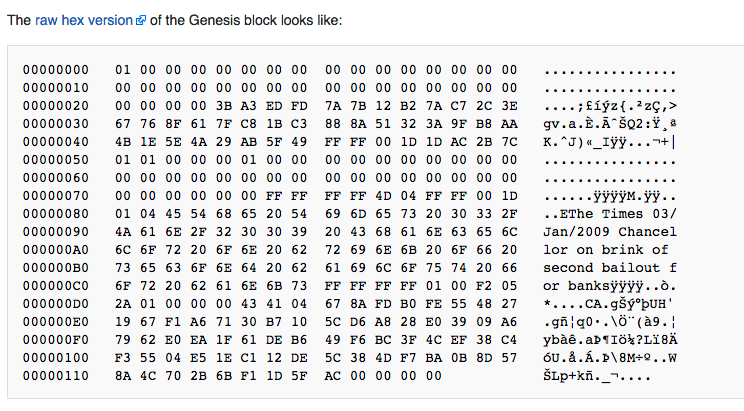 The raw hex version of the Genesis block looks like:
00000000 01 00 00 00 00 00 00 00 00 00 00 00 00 00 00 00 ................
00000010 00 00 00 00 00 00 00 00 00 00 00 00 00 00 00 00 ................
00000020 00 00 00 00 3B A3 ED FD 7A 7B 12 B2 7A C7 2C 3E ....;£íýz{.²zÇ,>
00000030 67 76 8F 61 7F C8 1B C3 88 8A 51 32 3A 9F B8 AA gv.a.È.ÃˆŠQ2:Ÿ¸ª
00000040 4B 1E 5E 4A 29 AB 5F 49 FF FF 00 1D 1D AC 2B 7C K.^J)«_Iÿÿ...¬+|
00000050 01 01 00 00 00 01 00 00 00 00 00 00 00 00 00 00 ................
00000060 00 00 00 00 00 00 00 00 00 00 00 00 00 00 00 00 ................
00000070 00 00 00 00 00 00 FF FF FF FF 4D 04 FF FF 00 1D ......ÿÿÿÿM.ÿÿ..
00000080 01 04 45 54 68 65 20 54 69 6D 65 73 20 30 33 2F ..EThe Times 03/
00000090 4A 61 6E 2F 32 30 30 39 20 43 68 61 6E 63 65 6C Jan/2009 Chancel
000000A0 6C 6F 72 20 6F 6E 20 62 72 69 6E 6B 20 6F 66 20 lor on brink of
000000B0 73 65 63 6F 6E 64 20 62 61 69 6C 6F 75 74 20 66 second bailout f
000000C0 6F 72 20 62 61 6E 6B 73 FF FF FF FF 01 00 F2 05 or banksÿÿÿÿ..ò.
000000D0 2A 01 00 00 00 43 41 04 67 8A FD B0 FE 55 48 27 *....CA.gŠý°þUH'
000000E0 19 67 F1 A6 71 30 B7 10 5C D6 A8 28 E0 39 09 A6 .gñ¦q0·.\Ö¨(à9.¦
000000F0 79 62 E0 EA 1F 61 DE B6 49 F6 BC 3F 4C EF 38 C4 ybàê.aÞ¶Iö¼?Lï8Ä
00000100 F3 55 04 E5 1E C1 12 DE 5C 38 4D F7 BA 0B 8D 57 óU.å.Á.Þ\8M÷º..W
00000110 8A 4C 70 2B 6B F1 1D 5F AC 00 00 00 00 ŠLp+kñ._¬....